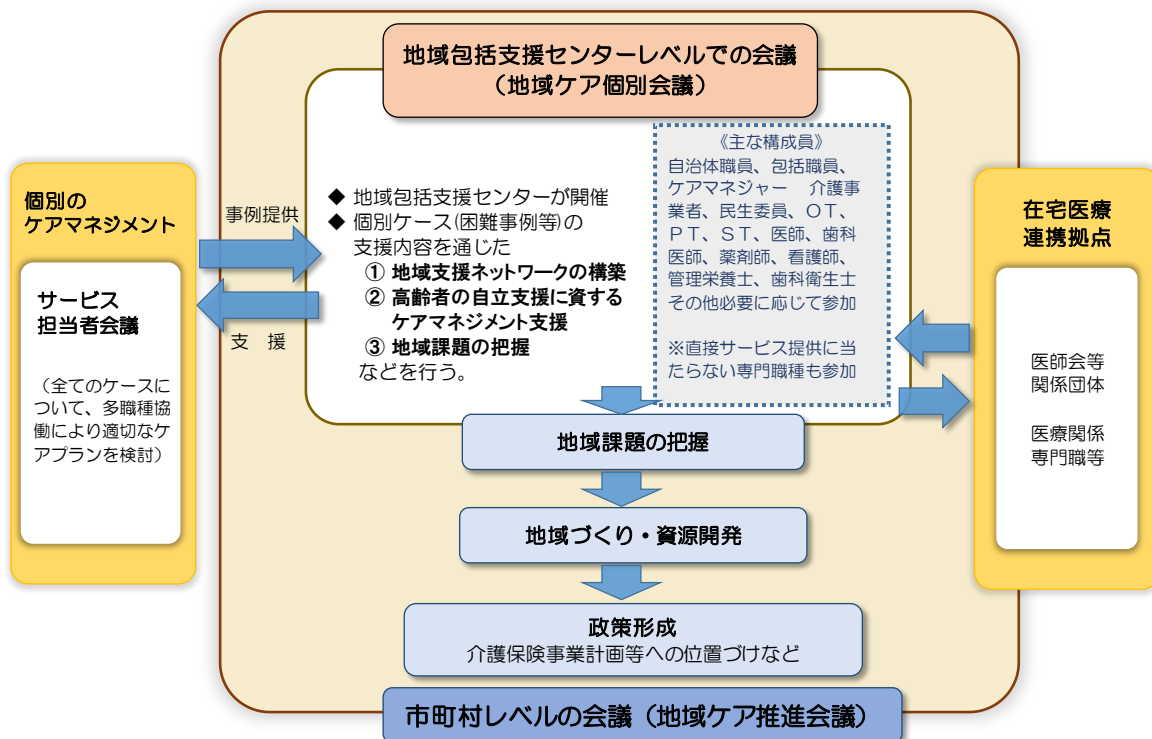 地域包括支援センターレベルでの会議
（地域ケア個別会議）
個別の
ケアマネジメント
サービス
担当者会議
（全てのケースにつ
いて、多職種協
働により適切なケ
アプランを検討）
事例提供
支　援
◆ 地域包括支援センターが開催
◆ 個別ケース(困難事例等)の
支援内容を通じた
① 地域支援ネットワークの構築
② 高齢者の自立支援に資する
ケアマネジメント支援
③ 地域課題の把握
などを行う。
《主な構成員》
自治体職員、包括職員、
ケアマネジャー　介護事
業者、民生委員、ＯＴ、
ＰＴ、ＳＴ、医師、歯科
医師、薬剤師、看護師、
管理栄養士、歯科衛生士
その他必要に応じて参加
※直接サービス提供に当
たらない専門職種も参加
在宅医療
連携拠点
医師会等
関係団体
医療関係
専門職等
地域課題の把握
地域づくり・資源開発
政策形成
介護保険事業計画等への位置づけなど
市町村レベルの会議（地域ケア推進会議）